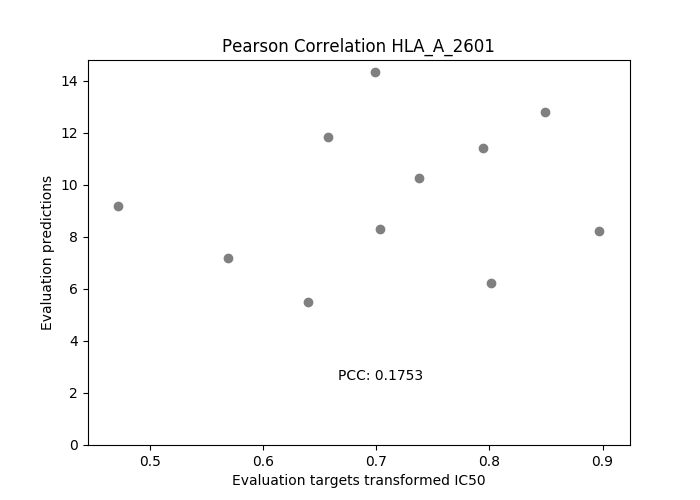 Pearson Correlation HLA_A_2601
14
12
10
8
6
4
2
0
Evaluation predictions
PCC: 0.1753
0.5 0.6 0.7 0.8 0.9
Evaluation targets transformed IC50